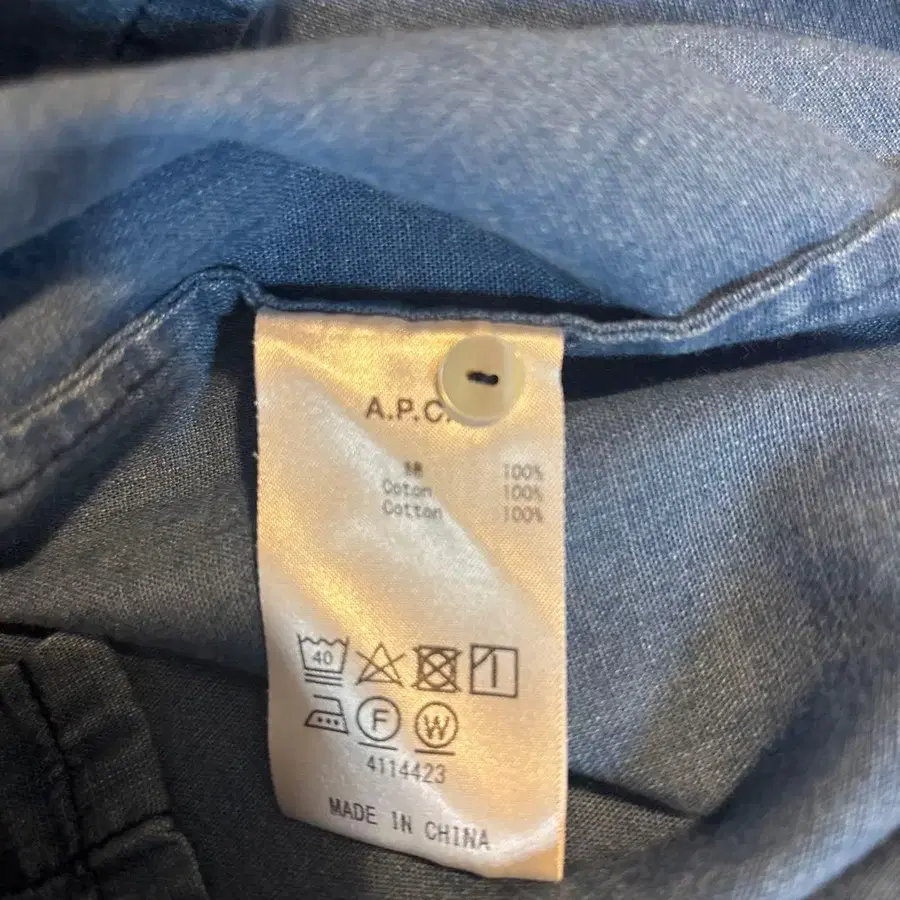 A.P.C.
綿 100%
Coton 100%
Cotton 100%
40
F W
4114423
MADE IN CHINA